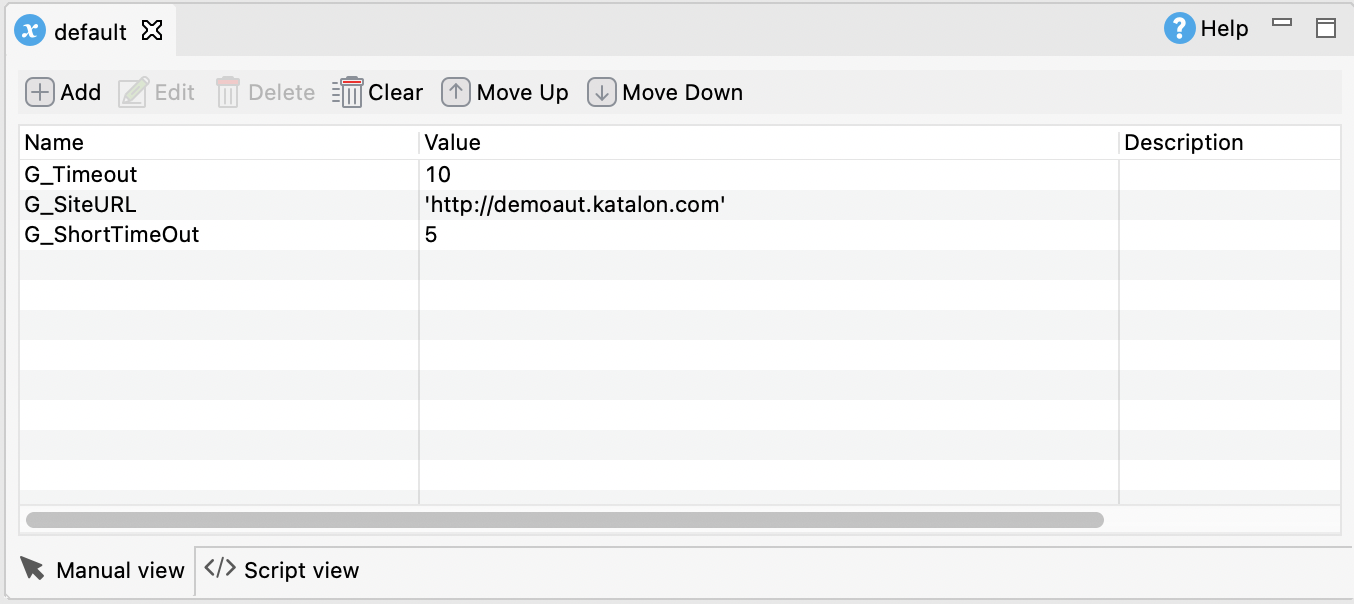 default Help
Add Edit Delete Clear Move Up Move Down
Name Value Description
G_Timeout 10
G_SiteURL 'http://demoaut.katalon.com'
G_ShortTimeOut 5
Manual view </> Script view